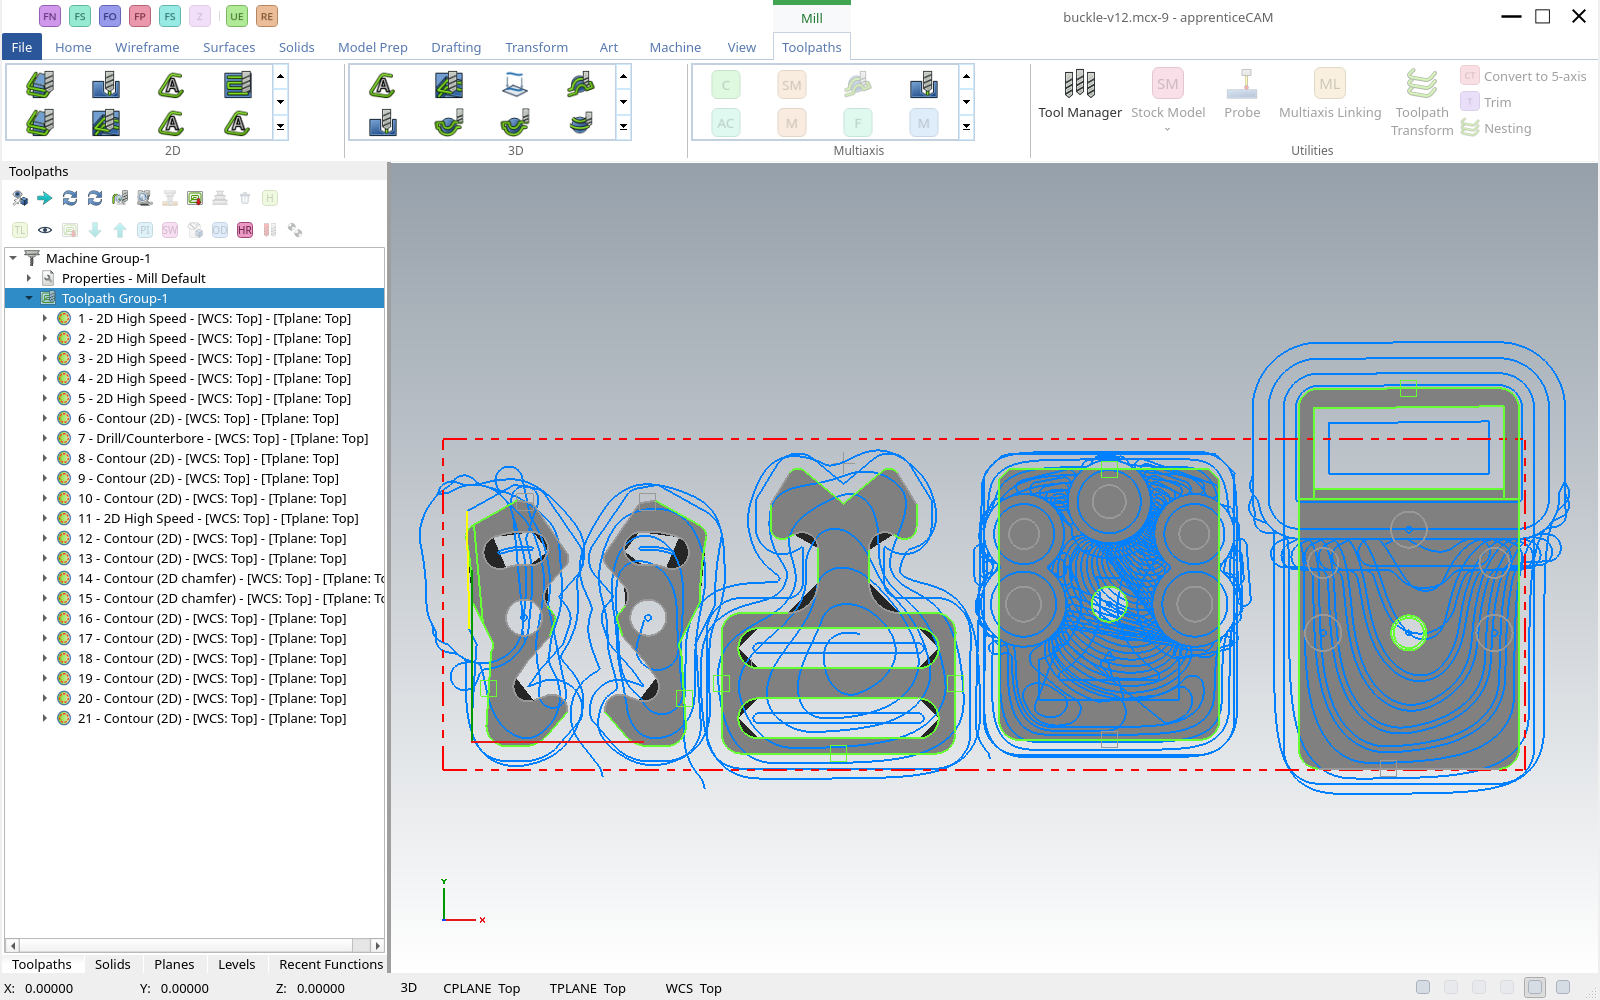 FN FS FO FP FS Z UE RE
Mill
buckle-v12.mcx-9 - apprenticeCAM
File Home Wireframe Surfaces Solids Model Prep Drafting Transform Art Machine View Toolpaths
C SM
AC M F M
SM ML
Tool Manager Stock Model Probe Multiaxis Linking Toolpath Transform
CT Convert to 5-axis
T Trim
Nesting
2D 3D Multiaxis Utilities
Toolpaths
H
TL PI SW OD HR
Machine Group-1
Properties - Mill Default
Toolpath Group-1
1 - 2D High Speed - [WCS: Top] - [Tplane: Top]
2 - 2D High Speed - [WCS: Top] - [Tplane: Top]
3 - 2D High Speed - [WCS: Top] - [Tplane: Top]
4 - 2D High Speed - [WCS: Top] - [Tplane: Top]
5 - 2D High Speed - [WCS: Top] - [Tplane: Top]
6 - Contour (2D) - [WCS: Top] - [Tplane: Top]
7 - Drill/Counterbore - [WCS: Top] - [Tplane: Top]
8 - Contour (2D) - [WCS: Top] - [Tplane: Top]
9 - Contour (2D) - [WCS: Top] - [Tplane: Top]
10 - Contour (2D) - [WCS: Top] - [Tplane: Top]
11 - 2D High Speed - [WCS: Top] - [Tplane: Top]
12 - Contour (2D) - [WCS: Top] - [Tplane: Top]
13 - Contour (2D) - [WCS: Top] - [Tplane: Top]
14 - Contour (2D chamfer) - [WCS: Top] - [Tplane: To
15 - Contour (2D chamfer) - [WCS: Top] - [Tplane: To
16 - Contour (2D) - [WCS: Top] - [Tplane: Top]
17 - Contour (2D) - [WCS: Top] - [Tplane: Top]
18 - Contour (2D) - [WCS: Top] - [Tplane: Top]
19 - Contour (2D) - [WCS: Top] - [Tplane: Top]
20 - Contour (2D) - [WCS: Top] - [Tplane: Top]
21 - Contour (2D) - [WCS: Top] - [Tplane: Top]
Y
X
Toolpaths Solids Planes Levels Recent Functions
X: 0.00000 Y: 0.00000 Z: 0.00000 3D CPLANE Top TPLANE Top WCS Top